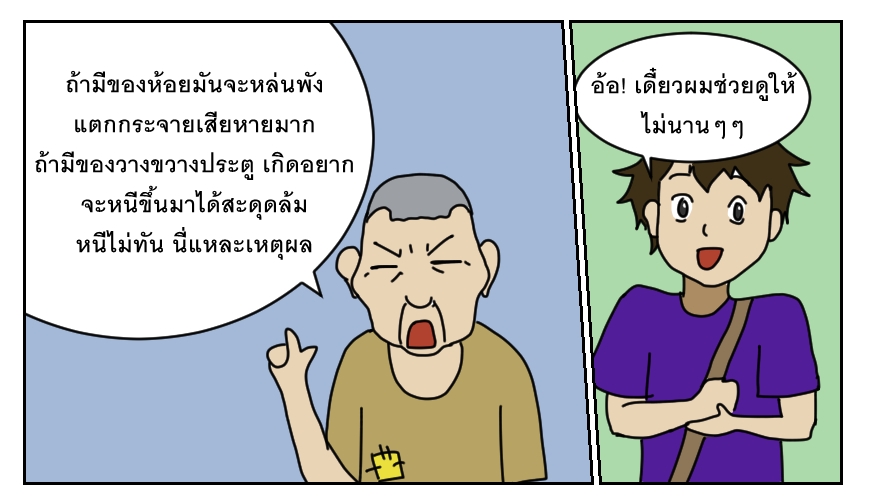 ถ้ามีของห้อยมันจะหล่นพัง
แตกกระจายเสียหายมาก
ถ้ามีของวางขวางประตู เกิดอยาก
จะหนีขึ้นมาได้สะดุดล้ม
หนีไม่ทัน นี่แหละเหตุผล
อ้อ! เดี๋ยวผมช่วยดูให้
ไม่นานๆๆ